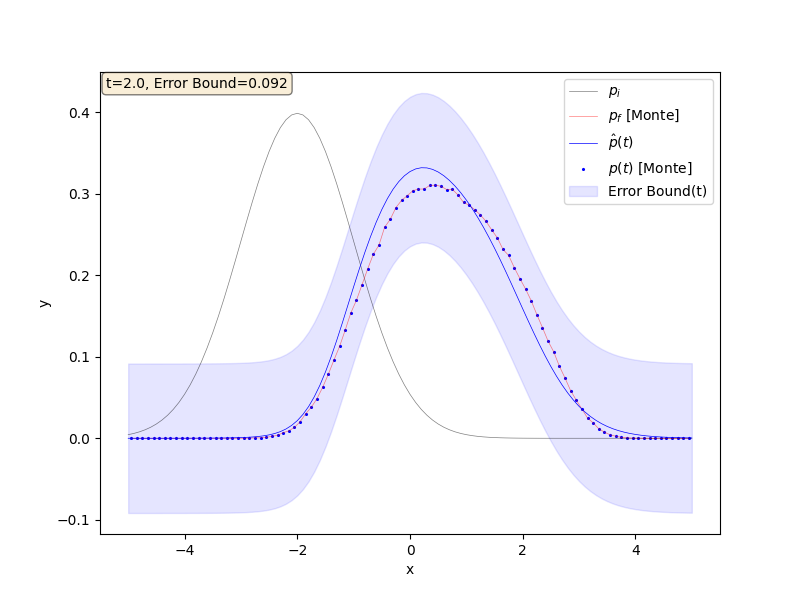 t=2.0, Error Bound=0.092
p_i
p_f [Monte]
p̂(t)
p(t) [Monte]
Error Bound(t)
0.4
0.3
0.2
0.1
0.0
−0.1
y
−4
−2
0
2
4
x